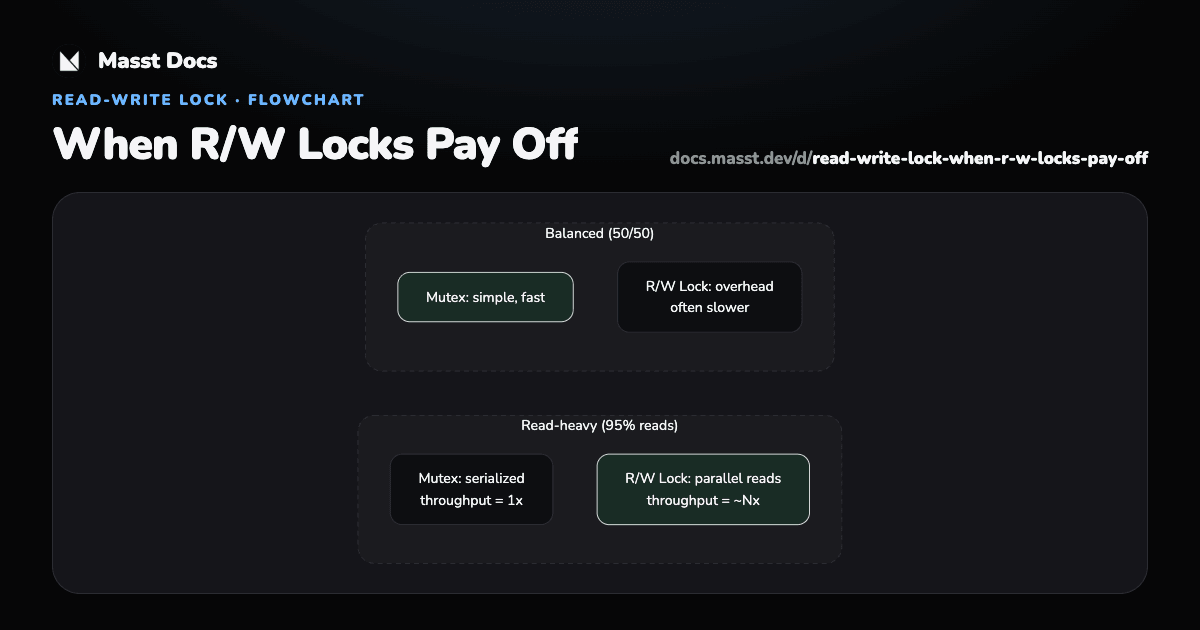 Masst Docs
READ-WRITE LOCK · FLOWCHART
When R/W Locks Pay Off
docs.masst.dev/d/read-write-lock-when-r-w-locks-pay-off
Balanced (50/50)
Mutex: simple, fast
R/W Lock: overhead
often slower
Read-heavy (95% reads)
Mutex: serialized
throughput = 1x
R/W Lock: parallel reads
throughput = ~Nx